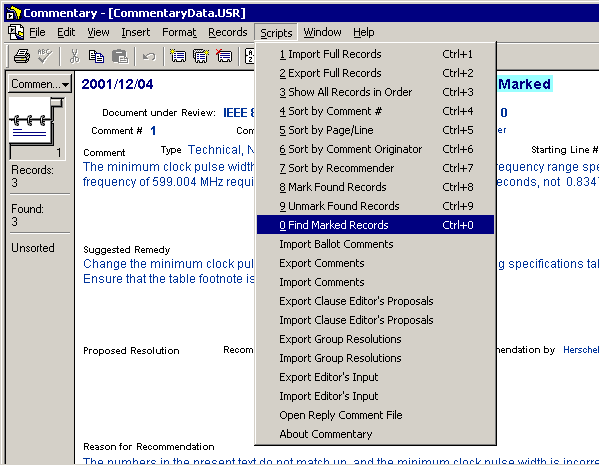 Commentary - [CommentaryData.USR]
File Edit View Insert Format Records Scripts Window Help
Commen...
1
Records:
3
Found:
3
Unsorted
2001/12/04
Marked
Document under Review: IEEE 8
0
Comment # 1
Com
er
Comment Type Technical, N
Starting Line #
The minimum clock pulse width
equency range spe
frequency of 599.004 MHz requi
conds, not 0.8347
Suggested Remedy
Change the minimum clock pul
g specifications tal
Ensure that the table footnote is
Proposed Resolution
Recom
mendation by Herschel
Reason for Recommendation
The numbers in the present text do not match up, and the minimum clock pulse width is incorre
1 Import Full Records Ctrl+1
2 Export Full Records Ctrl+2
3 Show All Records in Order Ctrl+3
4 Sort by Comment # Ctrl+4
5 Sort by Page/Line Ctrl+5
6 Sort by Comment Originator Ctrl+6
7 Sort by Recommender Ctrl+7
8 Mark Found Records Ctrl+8
9 Unmark Found Records Ctrl+9
0 Find Marked Records Ctrl+0
Import Ballot Comments
Export Comments
Import Comments
Export Clause Editor's Proposals
Import Clause Editor's Proposals
Export Group Resolutions
Import Group Resolutions
Export Editor's Input
Import Editor's Input
Open Reply Comment File
About Commentary